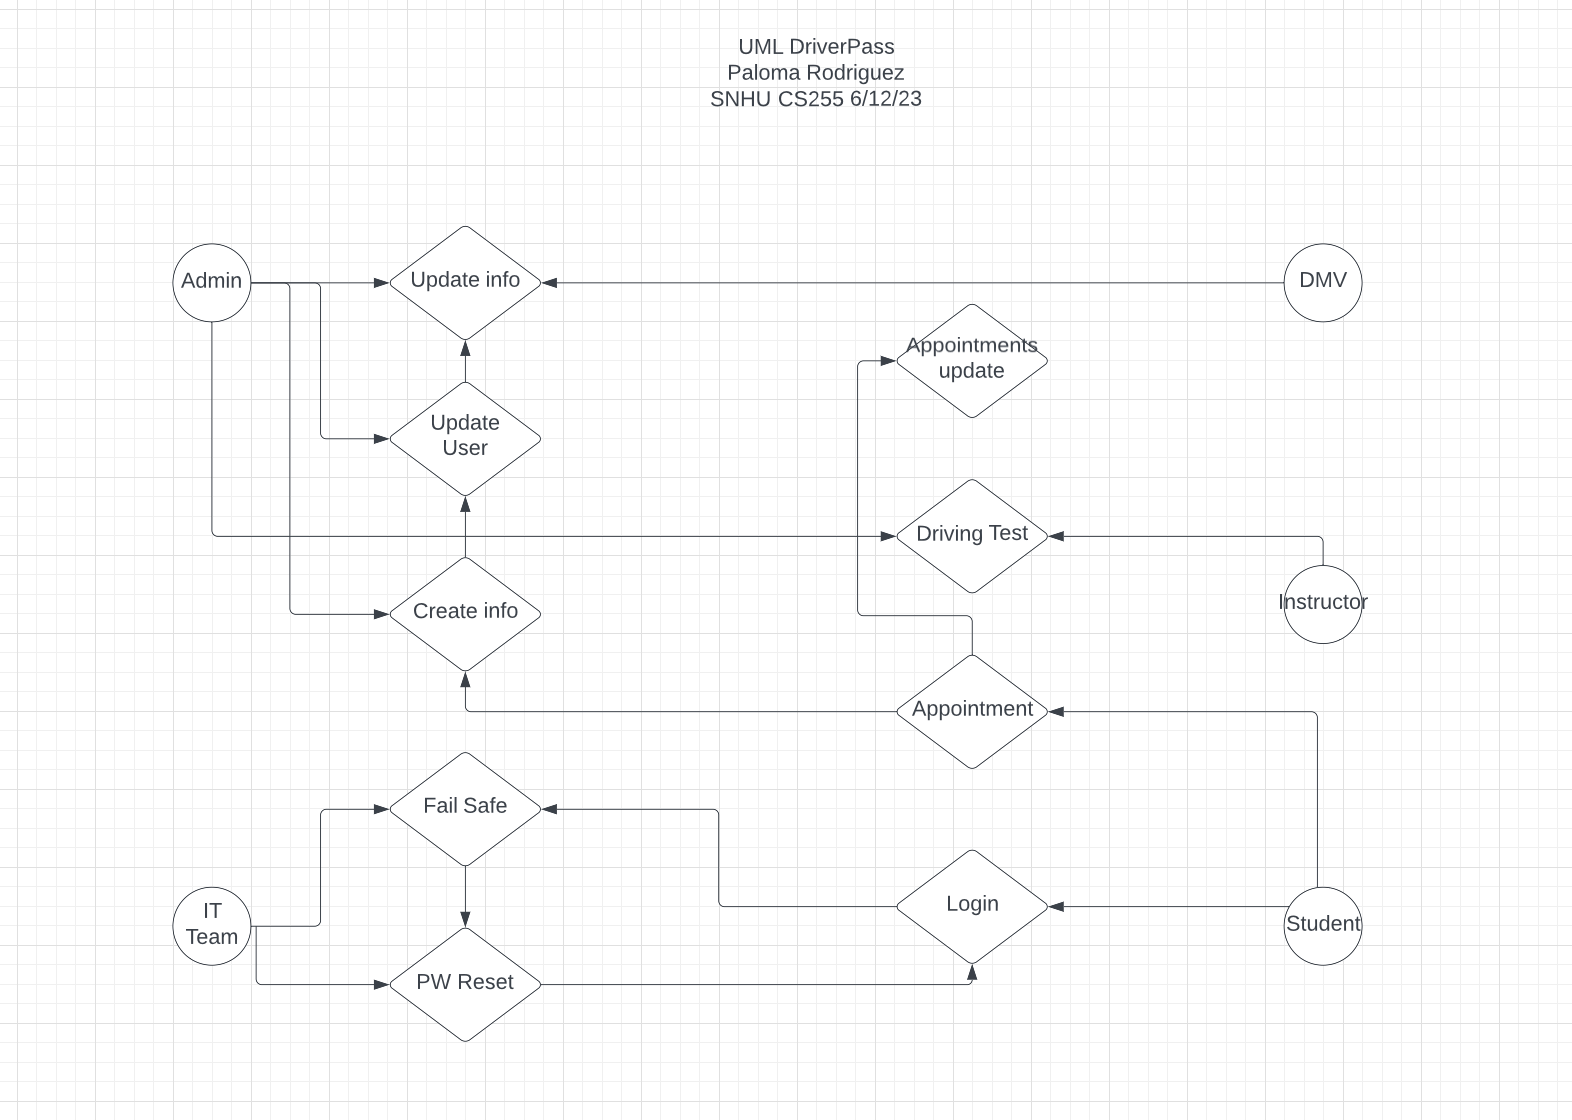 UML DriverPass
Paloma Rodriguez
SNHU CS255 6/12/23
Admin
Update info
DMV
Appointments
update
Update
User
Driving Test
Instructor
Create info
Appointment
Fail Safe
Login
IT
Team
Student
PW Reset